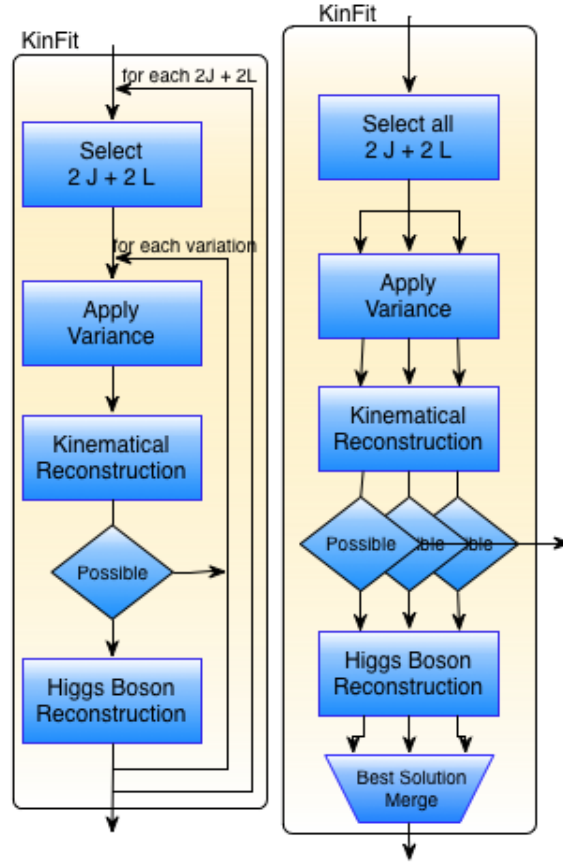 KinFit
for each 2J + 2L
Select
2 J + 2 L
for each variation
Apply
Variance
Kinematical
Reconstruction
Possible
Higgs Boson
Reconstruction
KinFit
Select all
2 J + 2 L
Apply
Variance
Kinematical
Reconstruction
Possible
Higgs Boson
Reconstruction
Best Solution
Merge